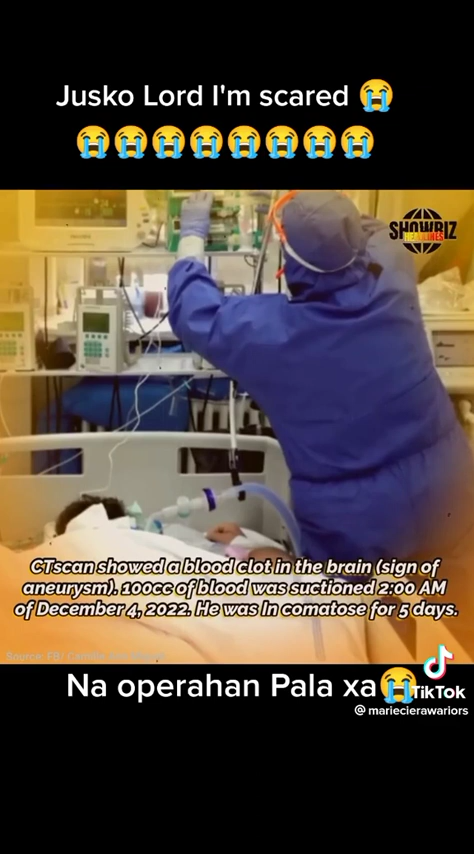 Jusko Lord I'm scared 😭
😭😭😭😭😭😭😭😭
SHOWBIZ
HEADLINES
CTscan showed a blood clot in the brain (sign of
aneurysm). 100cc of blood was suctioned 2:00 AM
of December 4, 2022. He was In comatose for 5 days.
Source: FB/
Na operahan Pala xa😭
TikTok
@ mariecierawariors